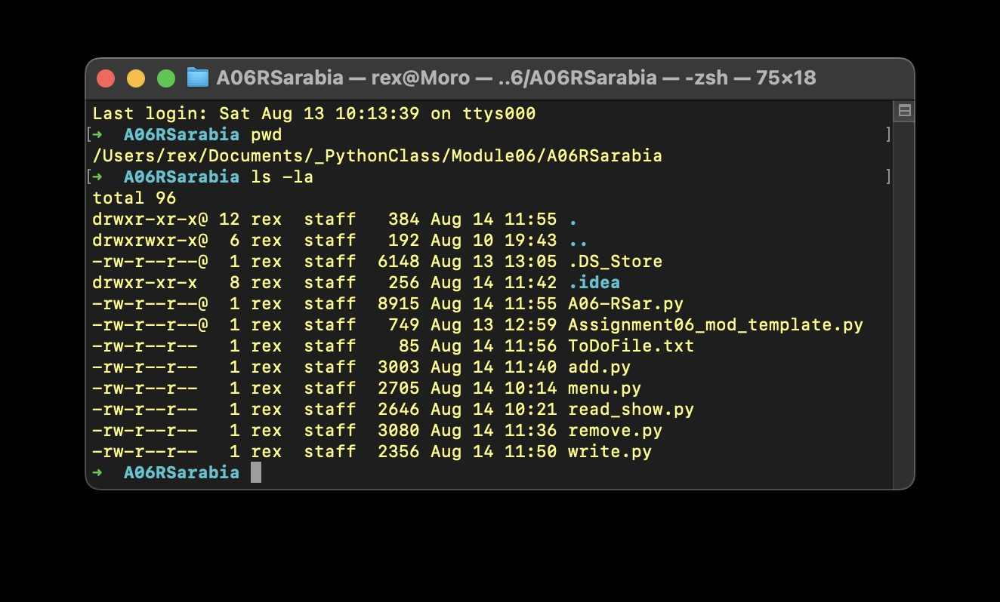 A06RSarabia — rex@Moro — ..6/A06RSarabia — -zsh — 75×18
Last login: Sat Aug 13 10:13:39 on ttys000
[➜  A06RSarabia pwd ]
/Users/rex/Documents/_PythonClass/Module06/A06RSarabia
[➜  A06RSarabia ls -la ]
total 96
drwxr-xr-x@ 12 rex  staff   384 Aug 14 11:55 .
drwxrwxr-x@  6 rex  staff   192 Aug 10 19:43 ..
-rw-r--r--@  1 rex  staff  6148 Aug 13 13:05 .DS_Store
drwxr-xr-x   8 rex  staff   256 Aug 14 11:42 .idea
-rw-r--r--@  1 rex  staff  8915 Aug 14 11:55 A06-RSar.py
-rw-r--r--@  1 rex  staff   749 Aug 13 12:59 Assignment06_mod_template.py
-rw-r--r--   1 rex  staff    85 Aug 14 11:56 ToDoFile.txt
-rw-r--r--   1 rex  staff  3003 Aug 14 11:40 add.py
-rw-r--r--   1 rex  staff  2705 Aug 14 10:14 menu.py
-rw-r--r--   1 rex  staff  2646 Aug 14 10:21 read_show.py
-rw-r--r--   1 rex  staff  3080 Aug 14 11:36 remove.py
-rw-r--r--   1 rex  staff  2356 Aug 14 11:50 write.py
➜  A06RSarabia